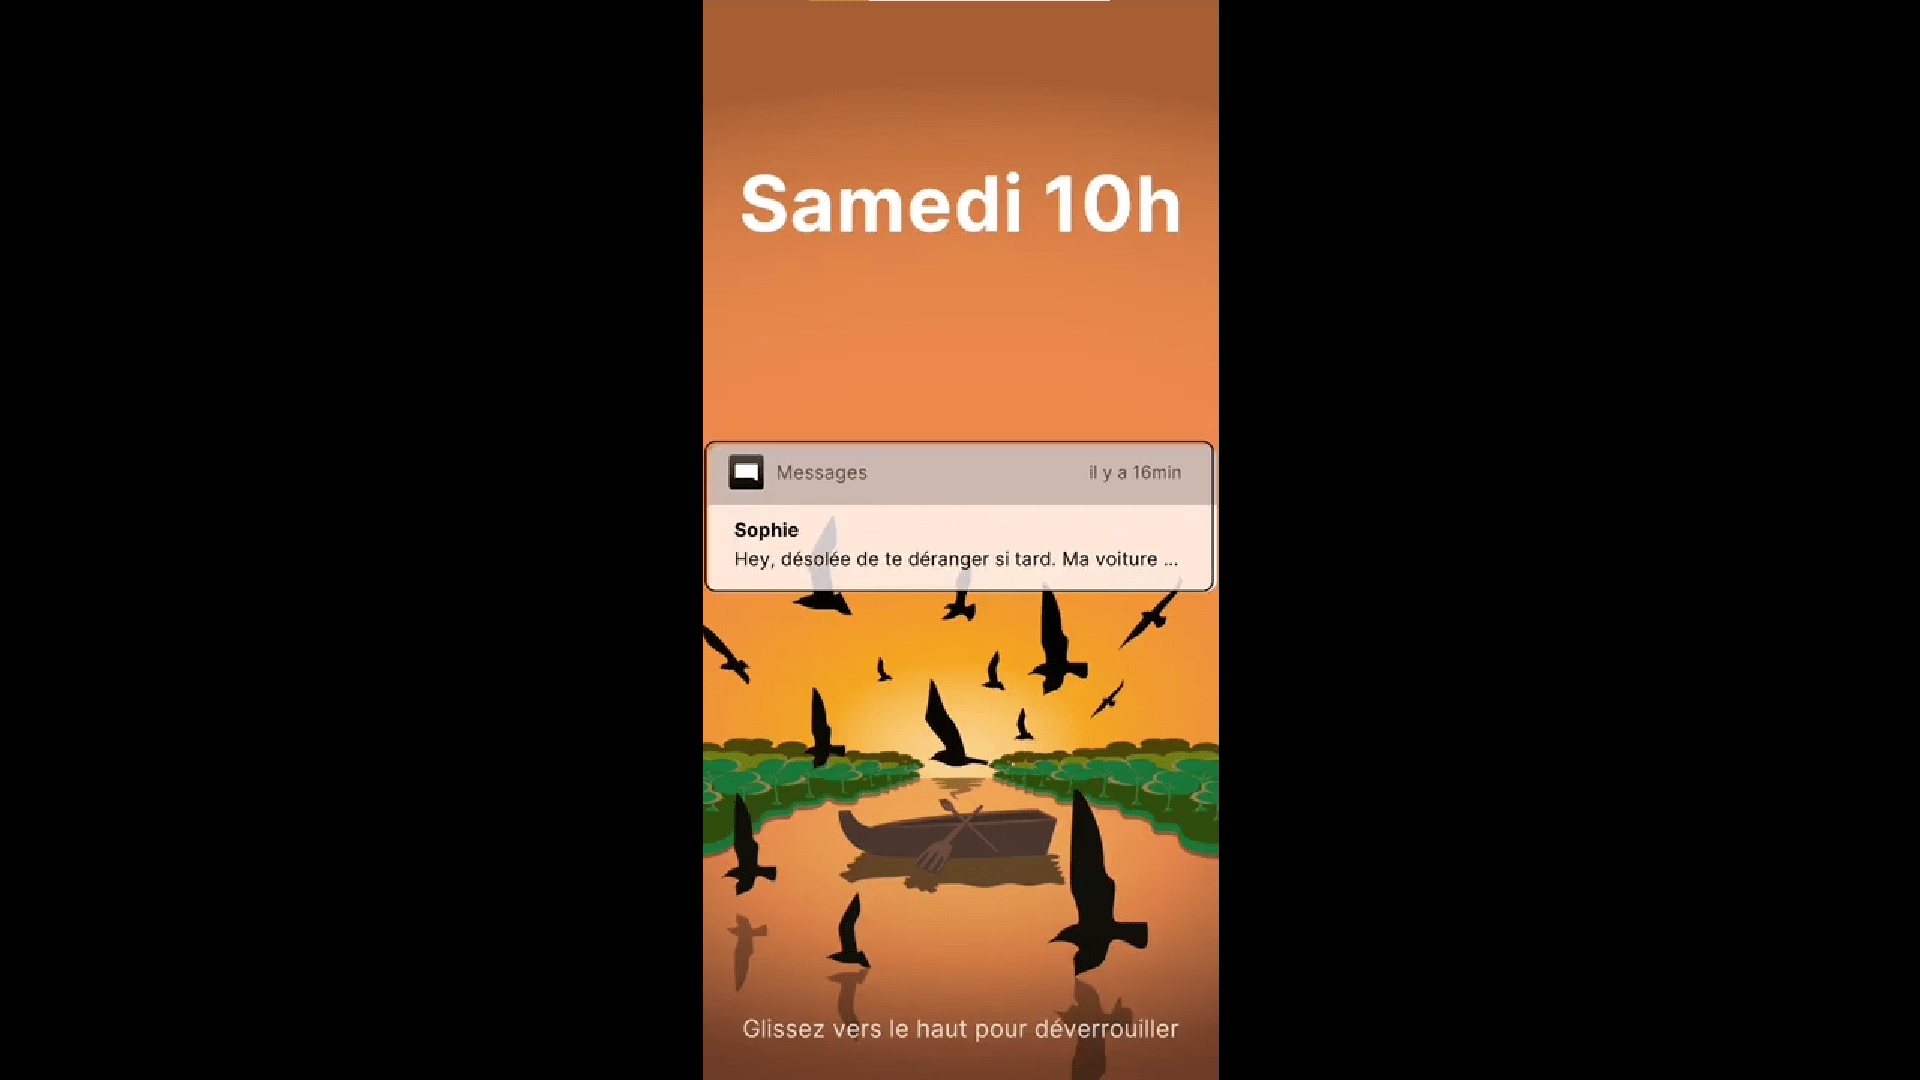 Samedi 10h
Messages il y a 16min
Sophie
Hey, désolée de te déranger si tard. Ma voiture ...
Glissez vers le haut pour déverrouiller